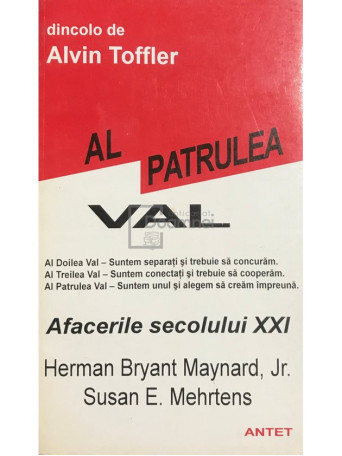 dincolo de
Alvin Toffler
AL
PATRULEA
VAL
Al Doilea Val – Suntem separați și trebuie să concurăm.
Al Treilea Val – Suntem conectați și trebuie să cooperăm.
Al Patrulea Val – Suntem unul și alegem să creăm împreună.
Afacerile secolului XXI
Herman Bryant Maynard, Jr.
Susan E. Mehrtens
ANTET